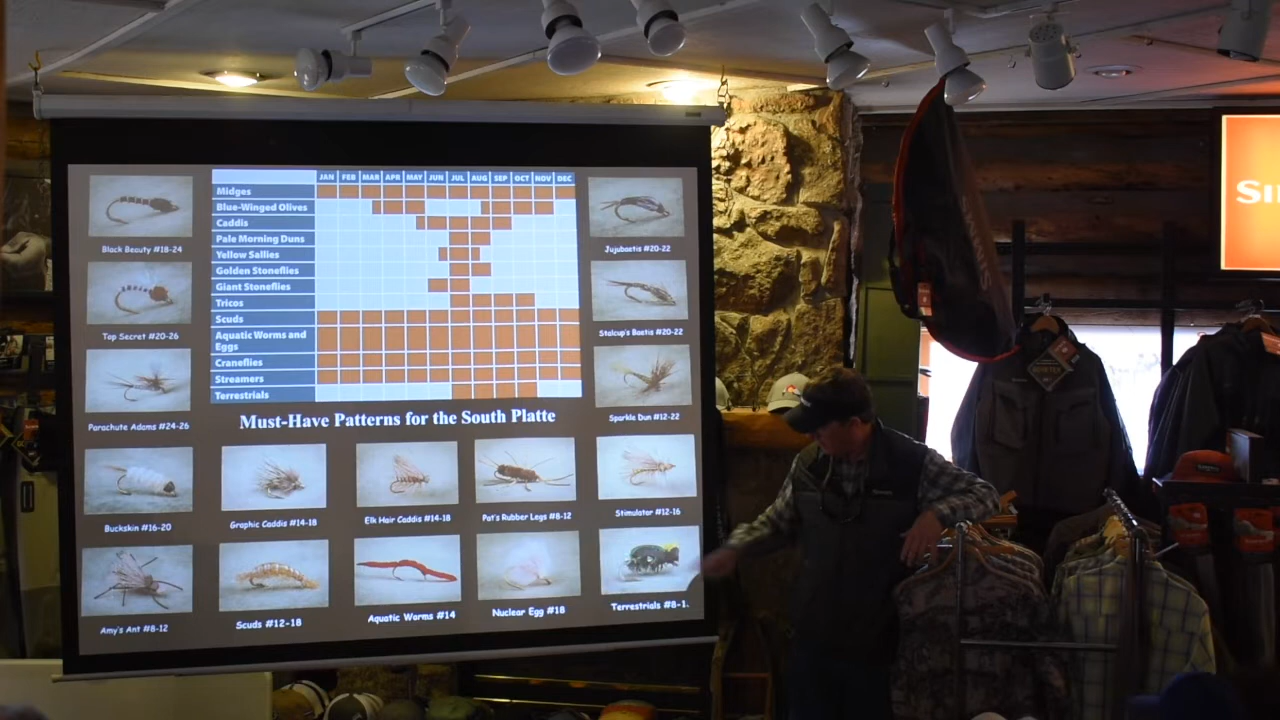 JAN FEB MAR APR MAY JUN JUL AUG SEP OCT NOV DEC
Midges
Blue-Winged Olives
Caddis
Pale Morning Duns
Yellow Sallies
Golden Stoneflies
Giant Stoneflies
Tricos
Scuds
Aquatic Worms and
Eggs
Craneflies
Streamers
Terrestrials
Must-Have Patterns for the South Platte
Black Beauty #18-24
Top Secret #20-26
Parachute Adams #24-26
Buckskin #16-20
Amy's Ant #8-12
Jujubaetis #20-22
Stalcup's Baetis #20-22
Sparkle Dun #12-22
Stimulator #12-16
Terrestrials #8-1
Graphic Caddis #14-18
Elk Hair Caddis #14-18
Pat's Rubber Legs #8-12
Scuds #12-18
Aquatic Worms #14
Nuclear Egg #18
GORE-TEX